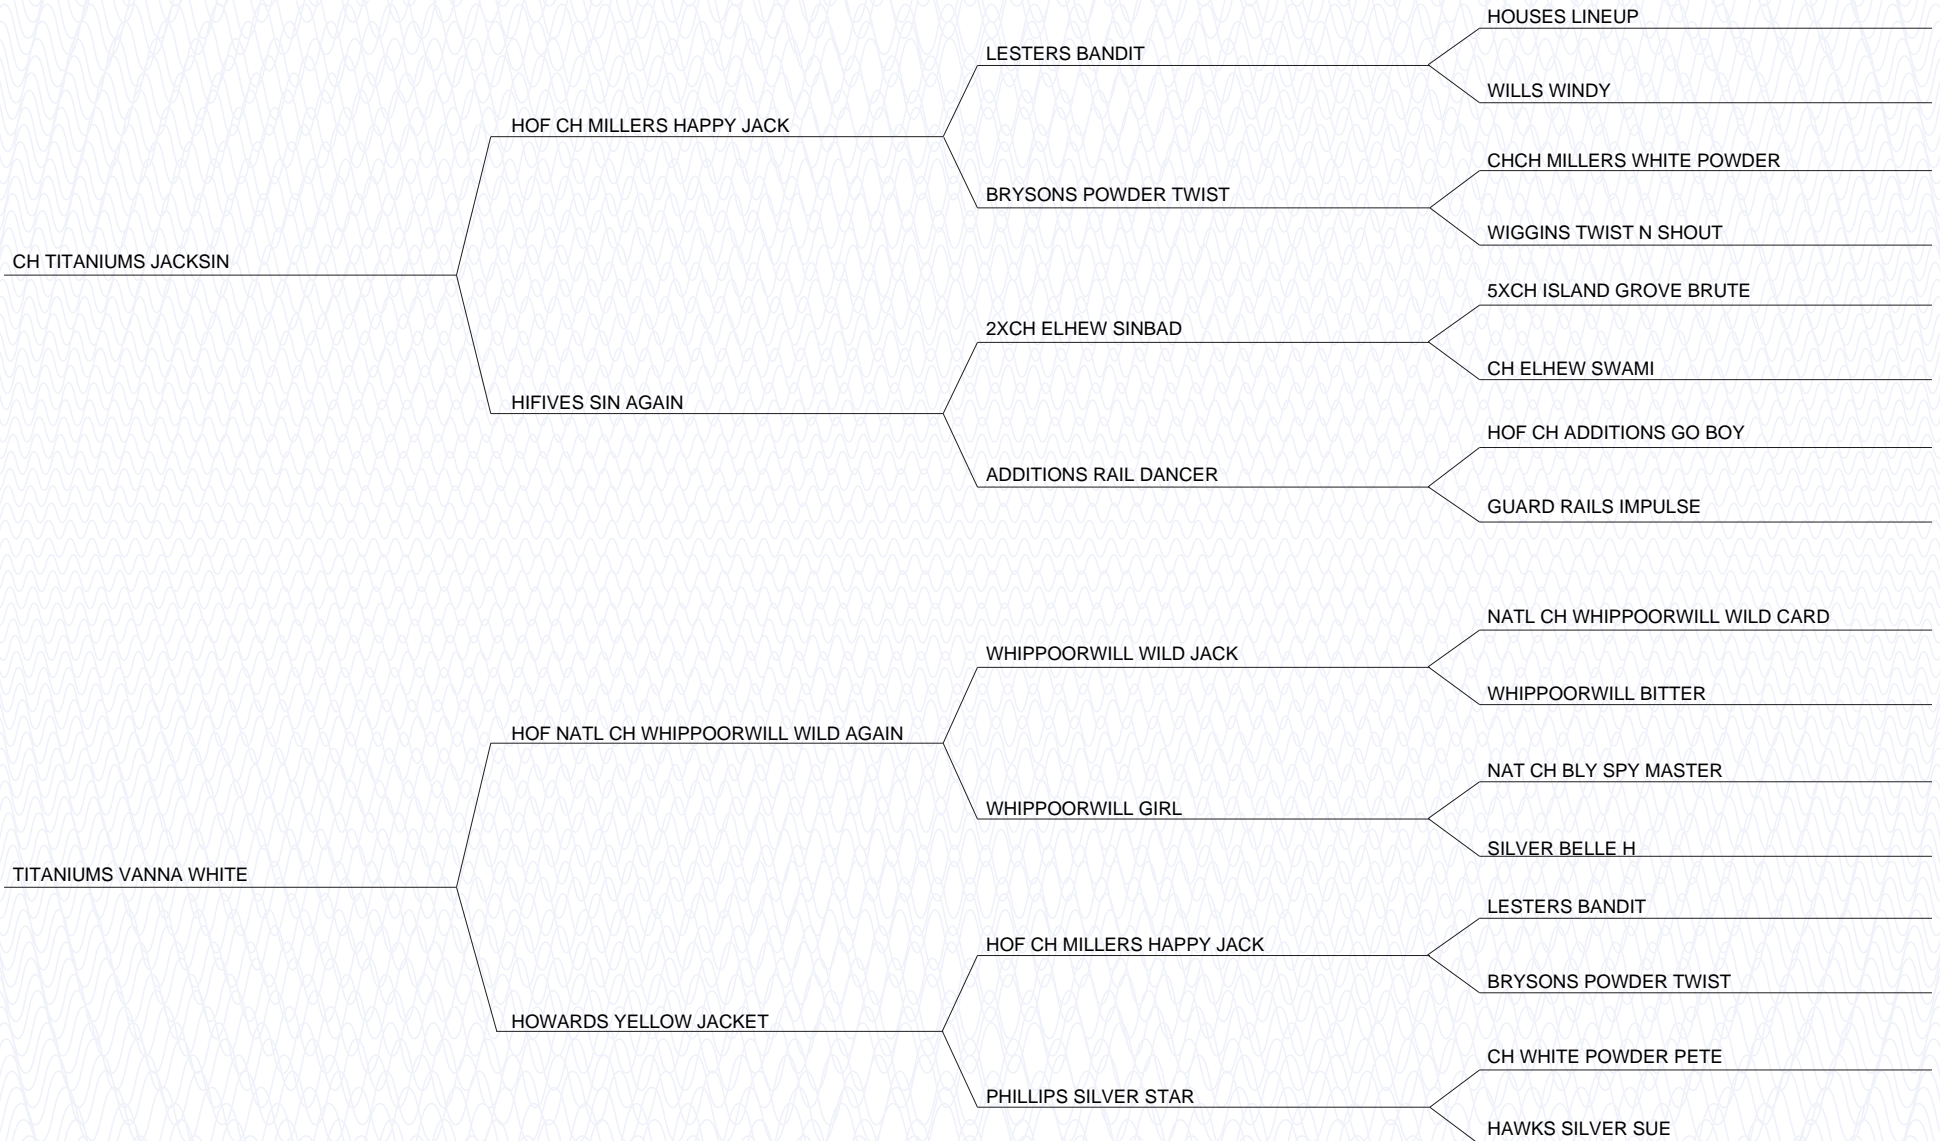 HOUSES LINEUP
LESTERS BANDIT
WILLS WINDY
HOF CH MILLERS HAPPY JACK
CHCH MILLERS WHITE POWDER
BRYSONS POWDER TWIST
WIGGINS TWIST N SHOUT
CH TITANIUMS JACKSIN
5XCH ISLAND GROVE BRUTE
2XCH ELHEW SINBAD
CH ELHEW SWAMI
HIFIVES SIN AGAIN
HOF CH ADDITIONS GO BOY
ADDITIONS RAIL DANCER
GUARD RAILS IMPULSE
NATL CH WHIPPOORWILL WILD CARD
WHIPPOORWILL WILD JACK
WHIPPOORWILL BITTER
HOF NATL CH WHIPPOORWILL WILD AGAIN
NAT CH BLY SPY MASTER
WHIPPOORWILL GIRL
SILVER BELLE H
TITANIUMS VANNA WHITE
LESTERS BANDIT
HOF CH MILLERS HAPPY JACK
BRYSONS POWDER TWIST
HOWARDS YELLOW JACKET
CH WHITE POWDER PETE
PHILLIPS SILVER STAR
HAWKS SILVER SUE